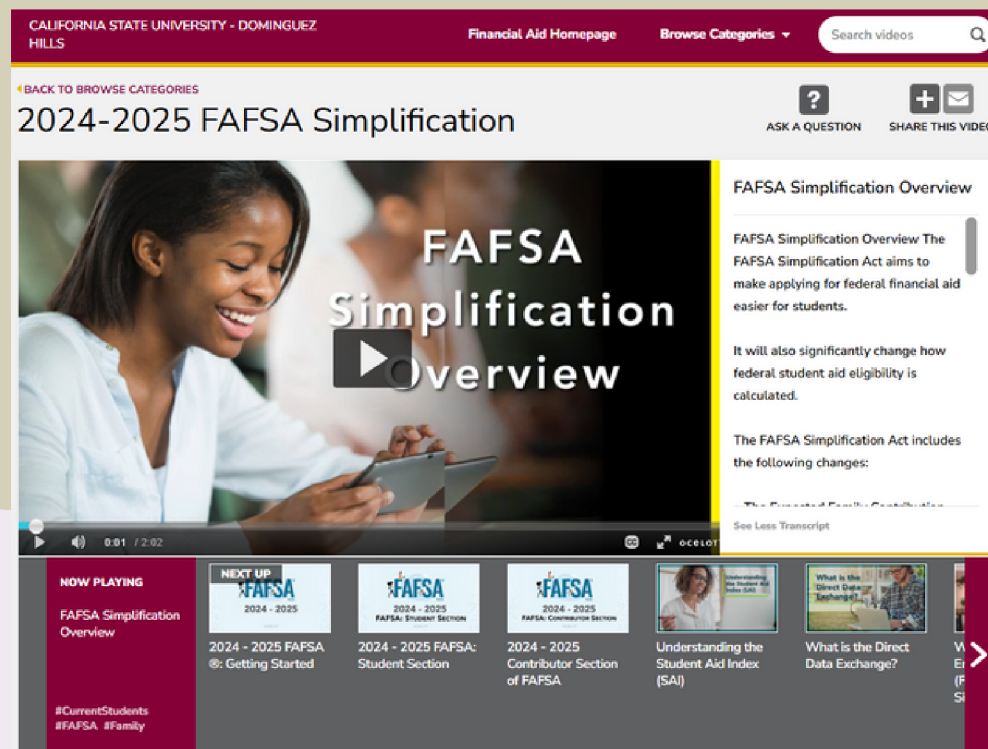 CALIFORNIA STATE UNIVERSITY - DOMINGUEZ
HILLS
Financial Aid Homepage
Browse Categories
Search videos
BACK TO BROWSE CATEGORIES
2024-2025 FAFSA Simplification
ASK A QUESTION
SHARE THIS VIDEO
FAFSA
Simplification
Overview
FAFSA Simplification Overview
FAFSA Simplification Overview The
FAFSA Simplification Act aims to
make applying for federal financial aid
easier for students.
It will also significantly change how
federal student aid eligibility is
calculated.
The FAFSA Simplification Act includes
the following changes:
See Less Transcript
0:01 / 2:02
CC
OCELOT
NOW PLAYING
FAFSA Simplification
Overview
#CurrentStudents
#FAFSA #Family
NEXT UP
FAFSA
2024 - 2025
2024 - 2025 FAFSA
®: Getting Started
FAFSA
2024 - 2025
FAFSA: STUDENT SECTION
2024 - 2025 FAFSA:
Student Section
FAFSA
2024 - 2025
FAFSA: CONTRIBUTOR SECTION
2024 - 2025
Contributor Section
of FAFSA
Understanding
the Student Aid
Index (SAI)
Understanding the
Student Aid Index
(SAI)
What is the
Direct Data
Exchange?
What is the Direct
Data Exchange?